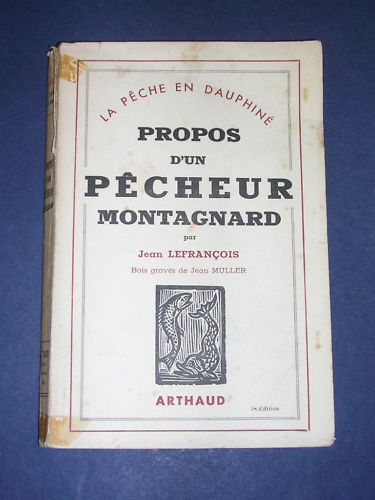 LA PÊCHE EN DAUPHINÉ
PROPOS
D'UN
PÊCHEUR
MONTAGNARD
par
Jean LEFRANÇOIS
Bois gravés de Jean MULLER
ARTHAUD